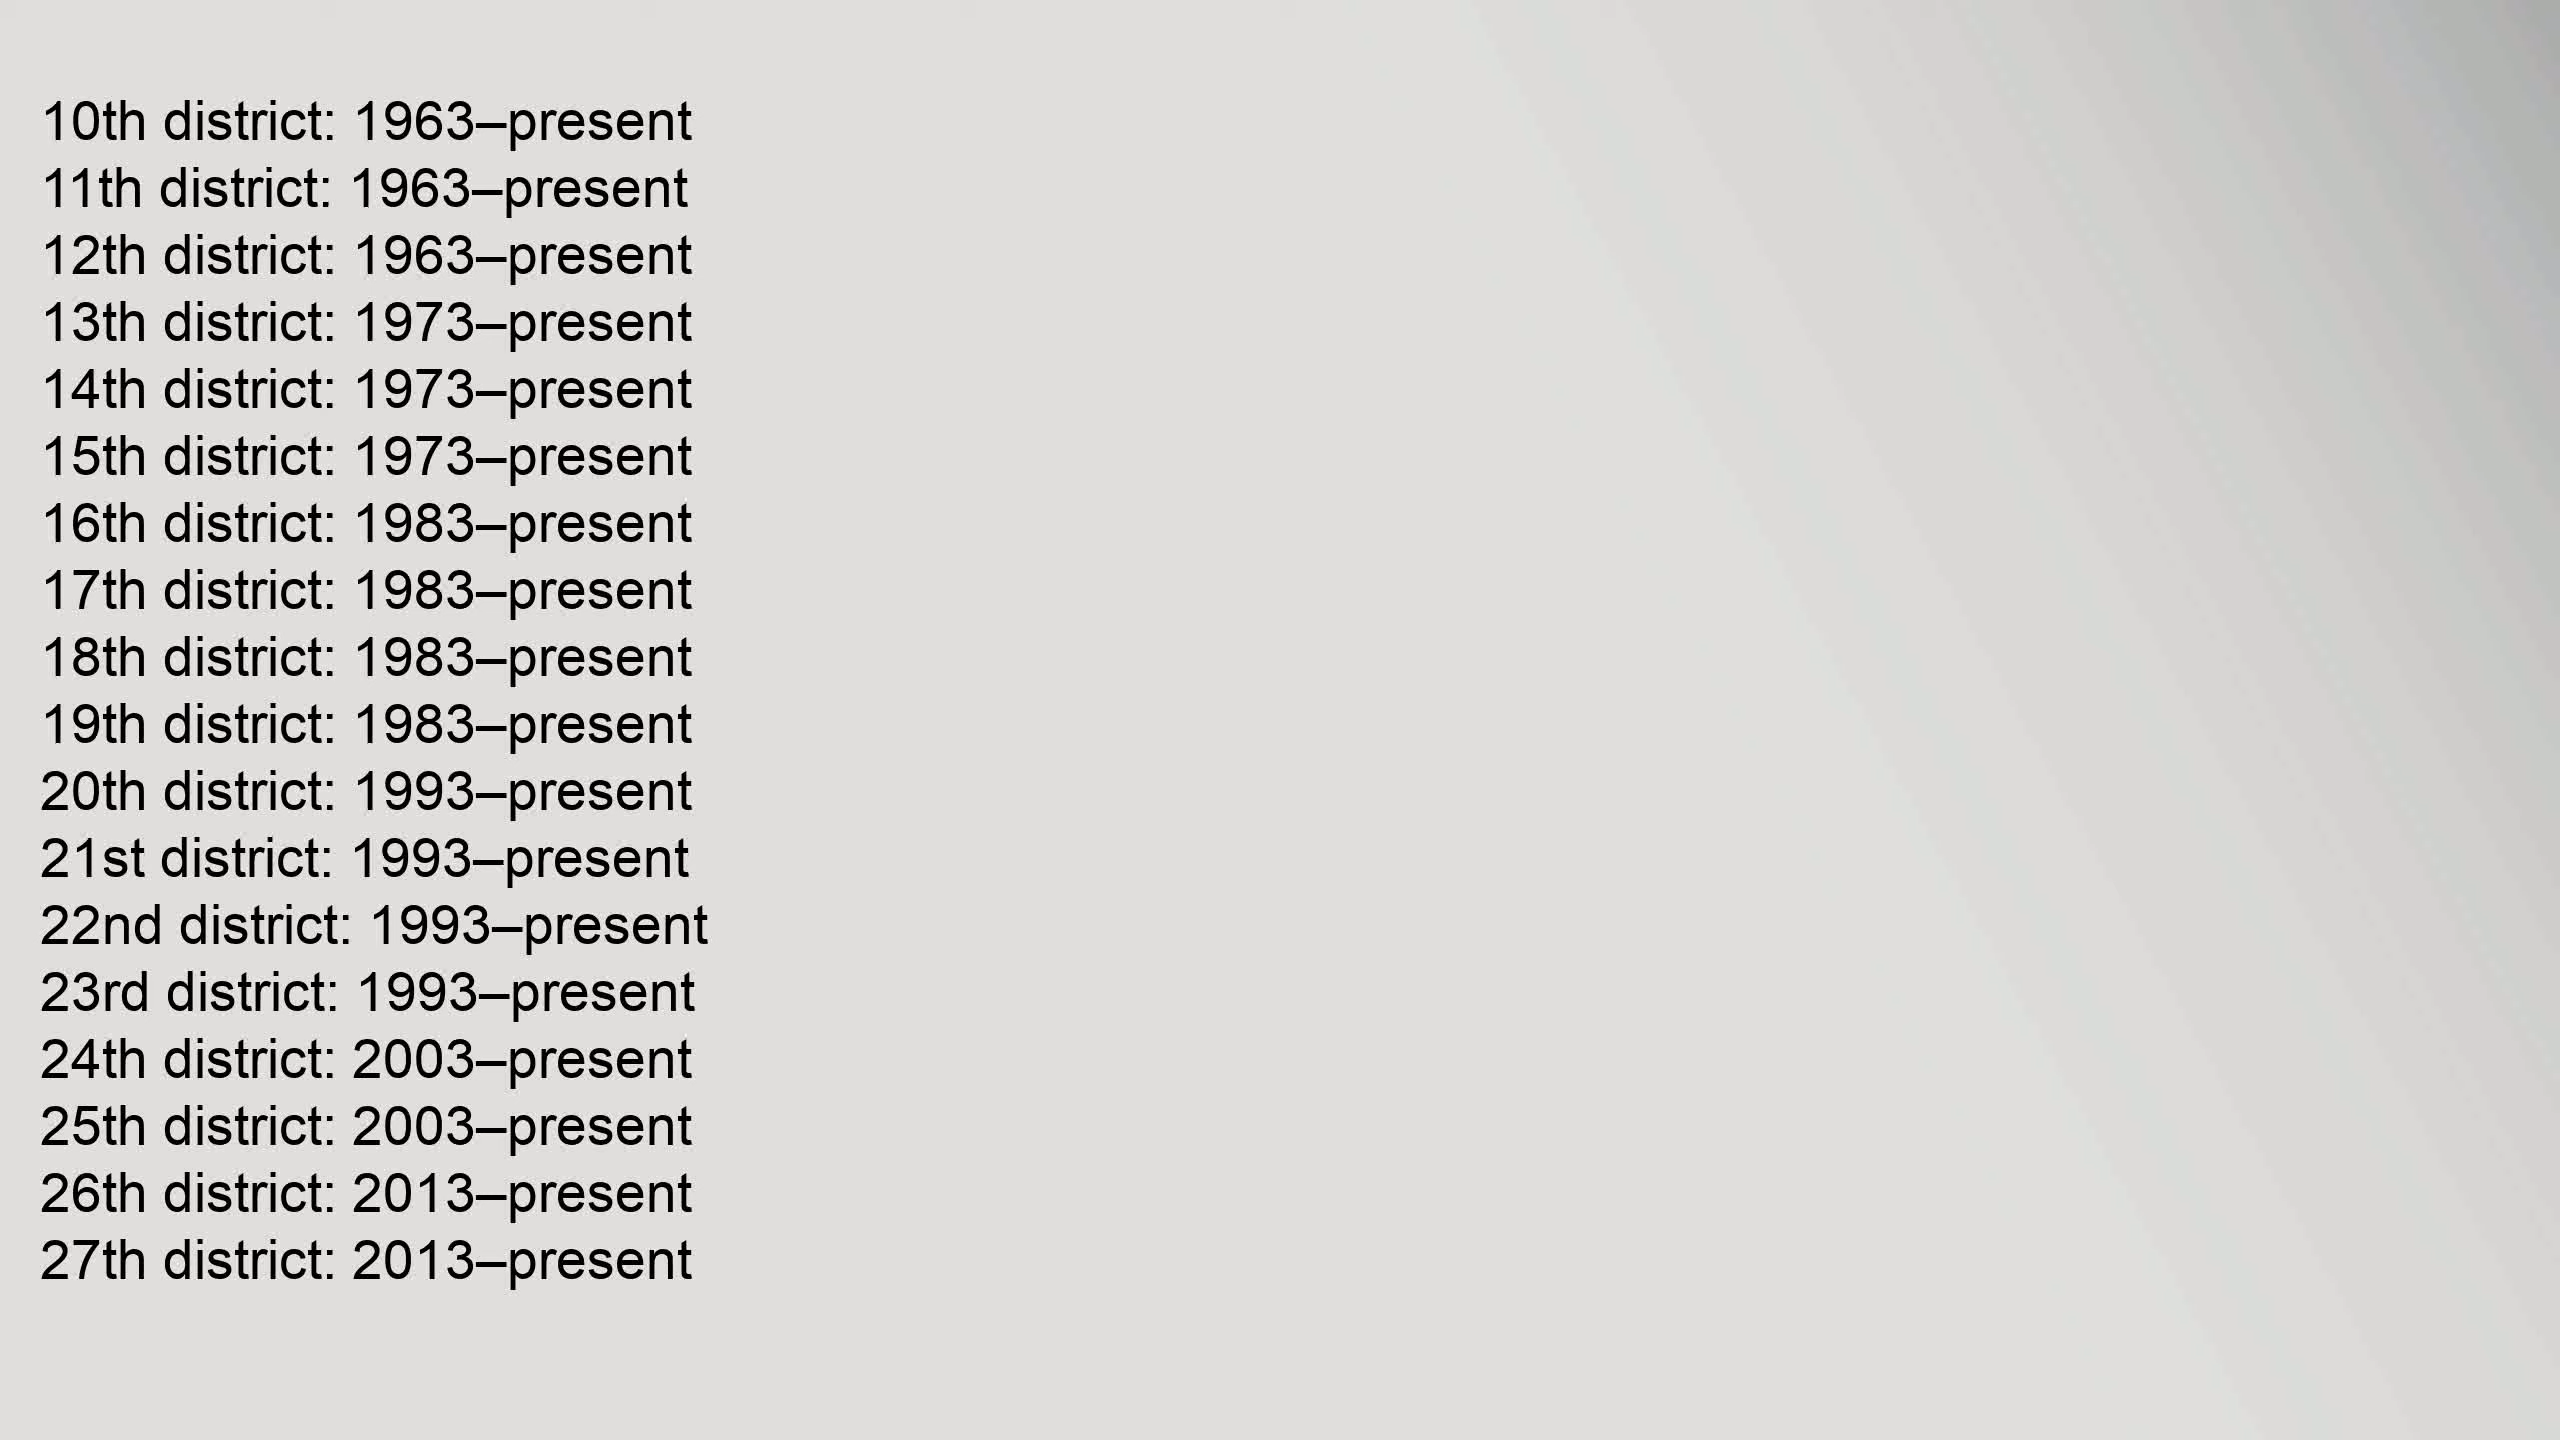 10th district: 1963–present
11th district: 1963–present
12th district: 1963–present
13th district: 1973–present
14th district: 1973–present
15th district: 1973–present
16th district: 1983–present
17th district: 1983–present
18th district: 1983–present
19th district: 1983–present
20th district: 1993–present
21st district: 1993–present
22nd district: 1993–present
23rd district: 1993–present
24th district: 2003–present
25th district: 2003–present
26th district: 2013–present
27th district: 2013–present